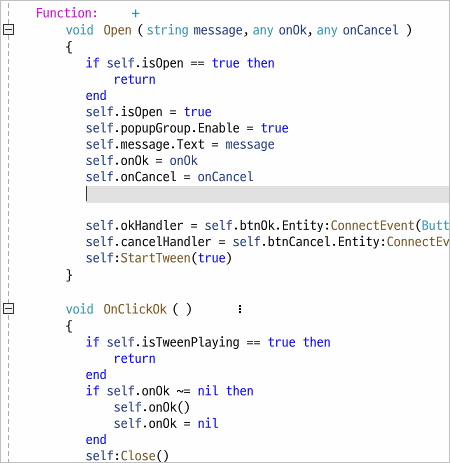 Function: +
void Open ( string message, any onOk, any onCancel )
{
if self.isOpen == true then
return
end
self.isOpen = true
self.popupGroup.Enable = true
self.message.Text = message
self.onOk = onOk
self.onCancel = onCancel
self.okHandler = self.btnOk.Entity:ConnectEvent(Butt
self.cancelHandler = self.btnCancel.Entity:ConnectEv
self:StartTween(true)
}
void OnClickOk ( )
{
if self.isTweenPlaying == true then
return
end
if self.onOk ~= nil then
self.onOk()
self.onOk = nil
end
self:Close()